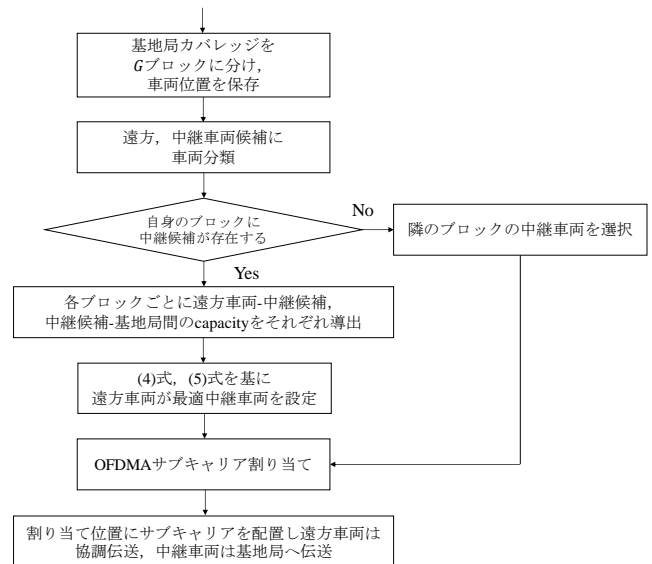 基地局カバレッジを
Gブロックに分け，
車両位置を保存
遠方，中継車両候補に
車両分類
自身のブロックに
中継候補が存在する
No
隣のブロックの中継車両を選択
Yes
各ブロックごとに遠方車両-中継候補，
中継候補-基地局間のcapacityをそれぞれ導出
(4)式，(5)式を基に
遠方車両が最適中継車両を設定
OFDMAサブキャリア割り当て
割り当て位置にサブキャリアを配置し遠方車両は
協調伝送，中継車両は基地局へ伝送